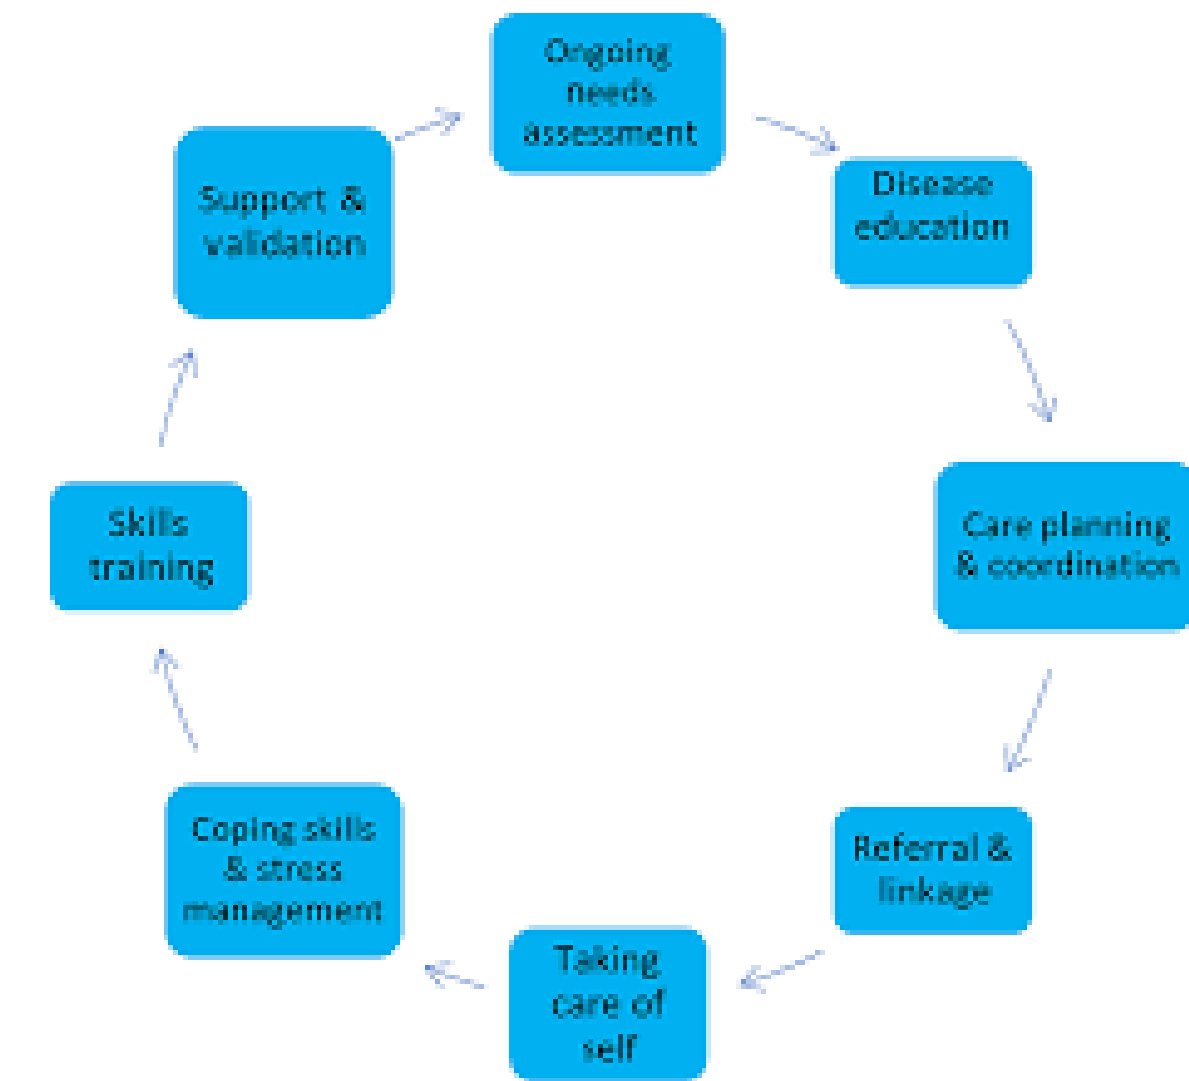 Ongoing
needs
assessment
Disease
education
Care planning
& coordination
Referral &
linkage
Taking
care of
self
Coping skills
& stress
management
Skills
training
Support &
validation